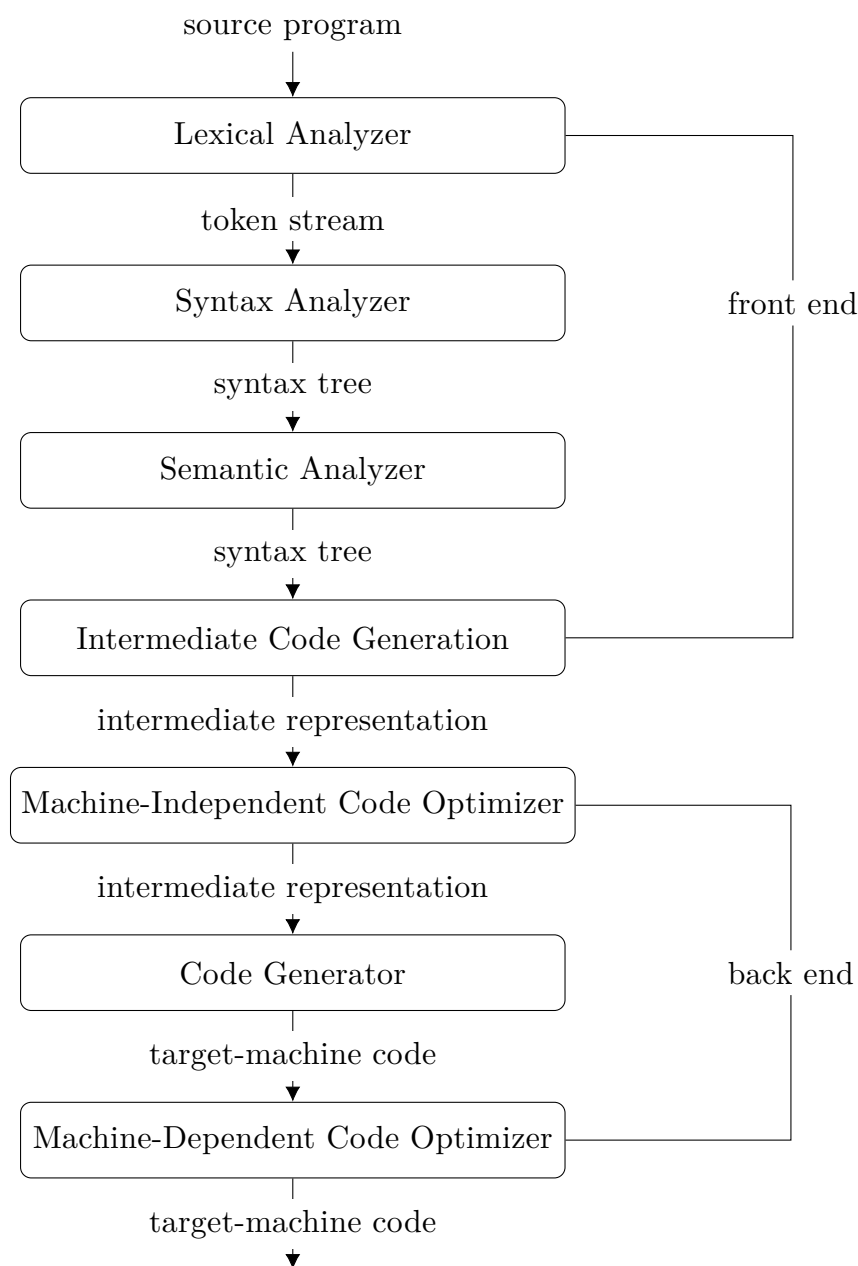 source program
Lexical Analyzer
token stream
Syntax Analyzer
front end
syntax tree
Semantic Analyzer
syntax tree
Intermediate Code Generation
intermediate representation
Machine-Independent Code Optimizer
intermediate representation
Code Generator
back end
target-machine code
Machine-Dependent Code Optimizer
target-machine code